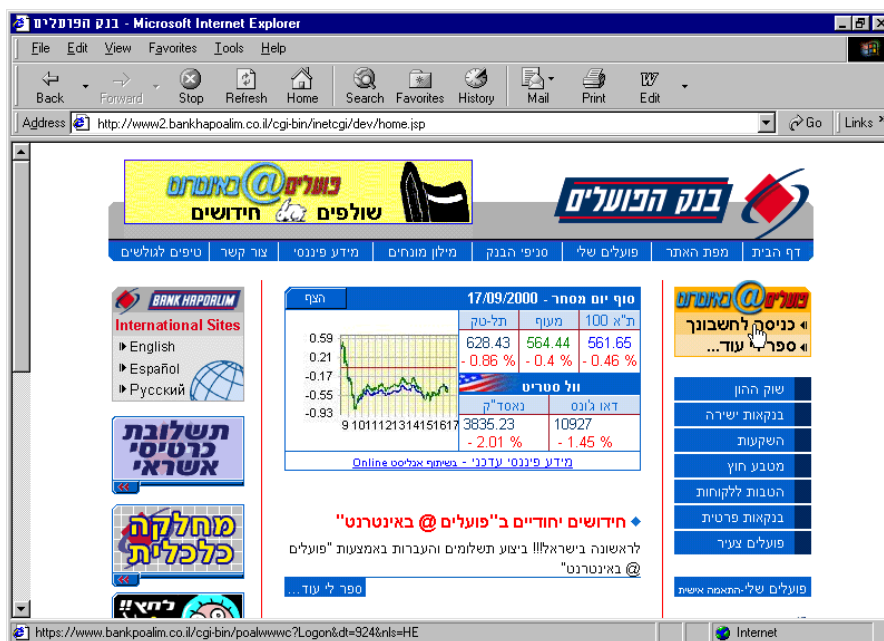 בנק הפועלים - Microsoft Internet Explorer
File Edit View Favorites Tools Help
Back Forward Stop Refresh Home Search Favorites History Mail Print Edit
Address http://www2.bankhapoalim.co.il/cgi-bin/inetcgi/dev/home.jsp Go Links
פועלים@באינטרנט
שולפים חידושים
בנק הפועלים
דף הבית | מפת האתר | פועלים שלי | סניפי הבנק | מילון מונחים | מידע פיננסי | צור קשר | טיפים לגולשים
פועלים@באינטרנט
כניסה לחשבונך
ספר לי עוד...
שוק ההון
בנקאות ישירה
השקעות
מטבע חוץ
הטבות ללקוחות
בנקאות פרטית
פועלים צעיר
פועלים שלי-התאמה אישית
סוף יום מסחר - 17/09/2000
הצף
ת"א 100 מעוף תל-טק
561.65 564.44 628.43
- 0.46 % - 0.4 % - 0.86 %
וול סטריט
דאו ג'ונס נאסד"ק
10927 3835.23
- 1.45 % - 2.01 %
0.59
0.21
-0.17
-0.55
-0.93
9 1011121314151617
מידע פיננסי עדכני - בשיתוף אנליסט Online
חידושים יחודיים ב"פועלים @ באינטרנט"
לראשונה בישראל!!! ביצוע תשלומים והעברות באמצעות "פועלים
@ באינטרנט"
ספר לי עוד...
BANK HAPOALIM
International Sites
English
Español
Русский
תשלובת
כרטיסי
אשראי
מחלקה
כלכלית
לחץ!!
https://www.bankpoalim.co.il/cgi-bin/poalwwwc?Logon&dt=924&nls=HE Internet